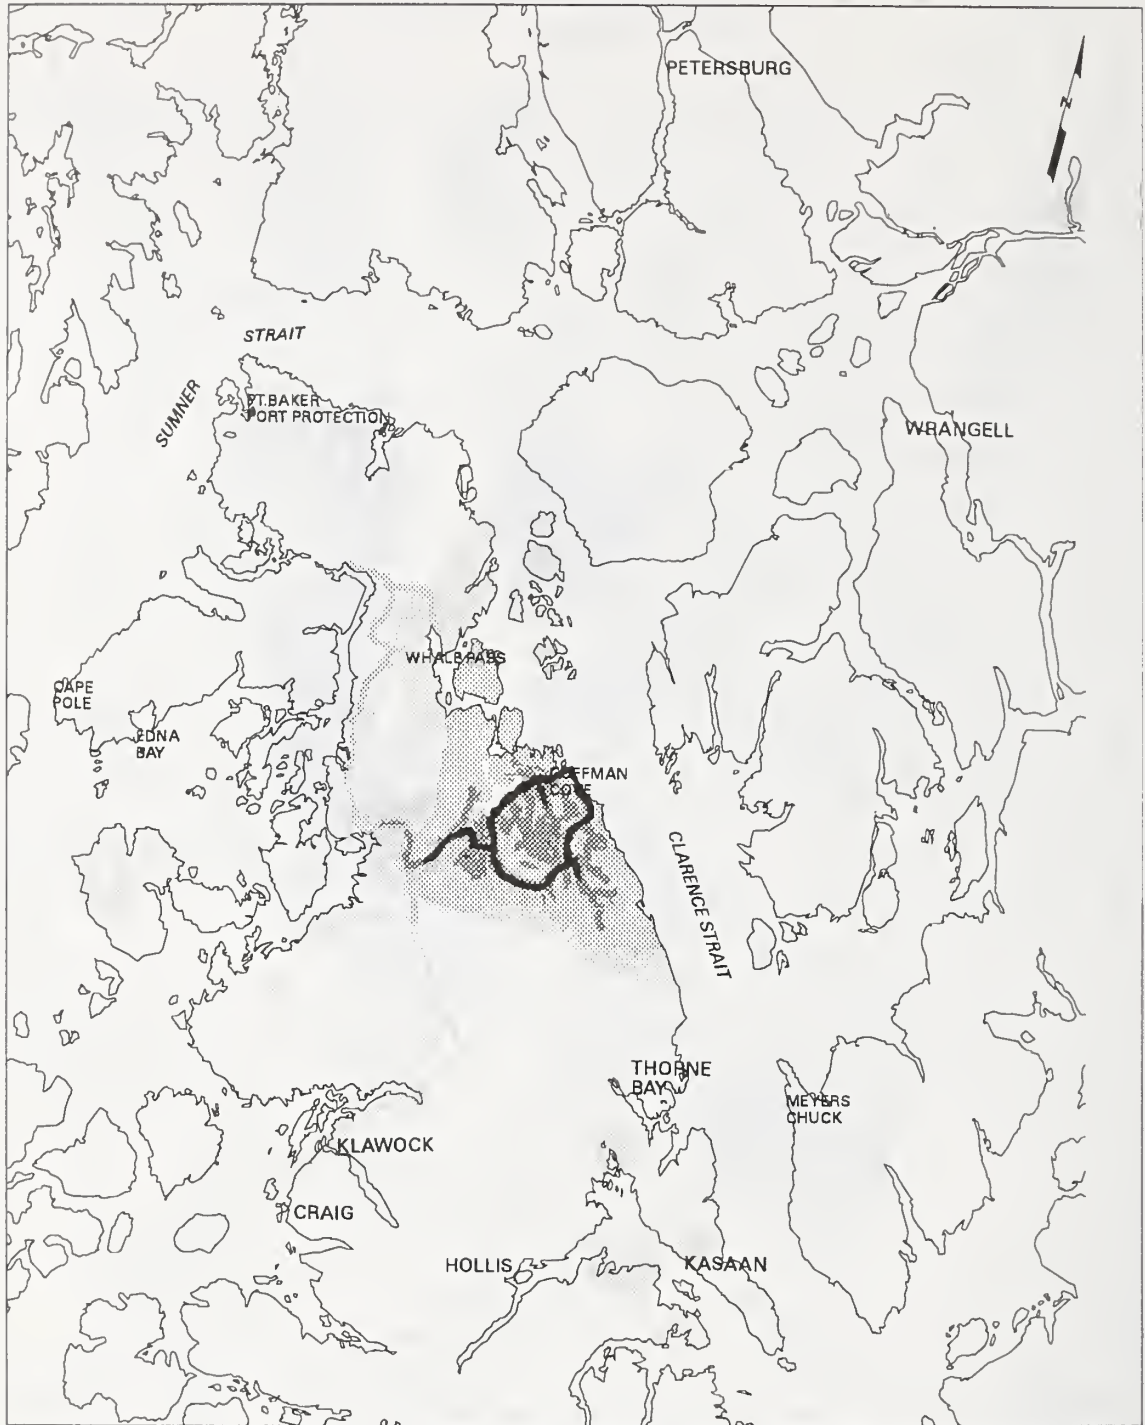 PETERSBURG
N
STRAIT
SUMNER
PT.BAKER
PORT PROTECTION
WRANGELL
WHALE PASS
CAPE
POLE
EDNA
BAY
COFFMAN
COVE
CLARENCE STRAIT
THORNE
BAY
MEYERS
CHUCK
KLAWOCK
CRAIG
HOLLIS
KASAAN